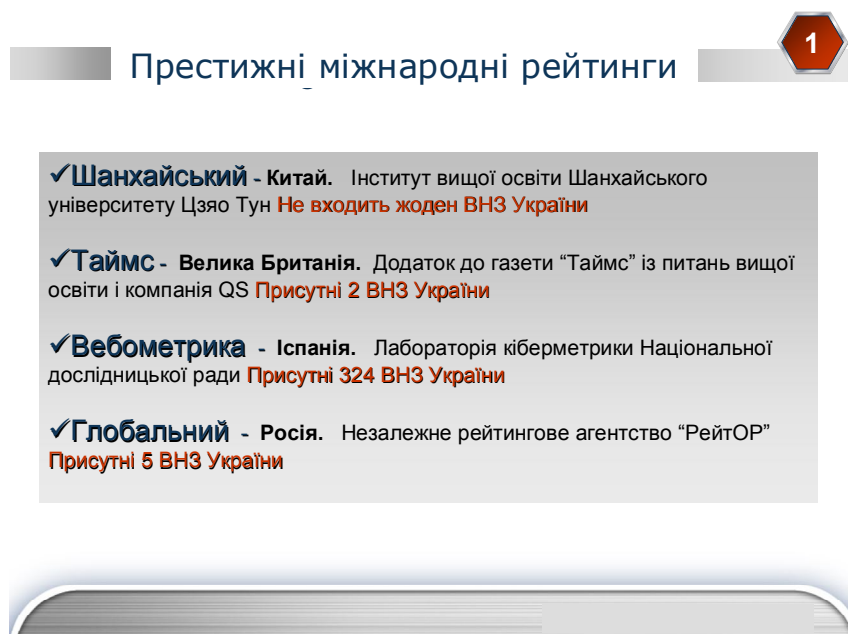 1
Престижні міжнародні рейтинги
✓Шанхайський - Китай. Інститут вищої освіти Шанхайського
університету Цзяо Тун Не входить жоден ВНЗ України
✓Таймс - Велика Британія. Додаток до газети “Таймс” із питань вищої
освіти і компанія QS Присутні 2 ВНЗ України
✓Вебометрика - Іспанія. Лабораторія кіберметрики Національної
дослідницької ради Присутні 324 ВНЗ України
✓Глобальний - Росія. Незалежне рейтингове агентство “РейтОР”
Присутні 5 ВНЗ України